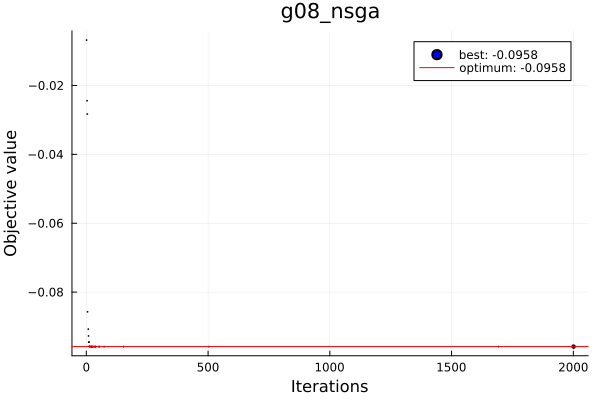 g08_nsga
best: -0.0958
optimum: -0.0958
Objective value
−0.02
−0.04
−0.06
−0.08
0 500 1000 1500 2000
Iterations